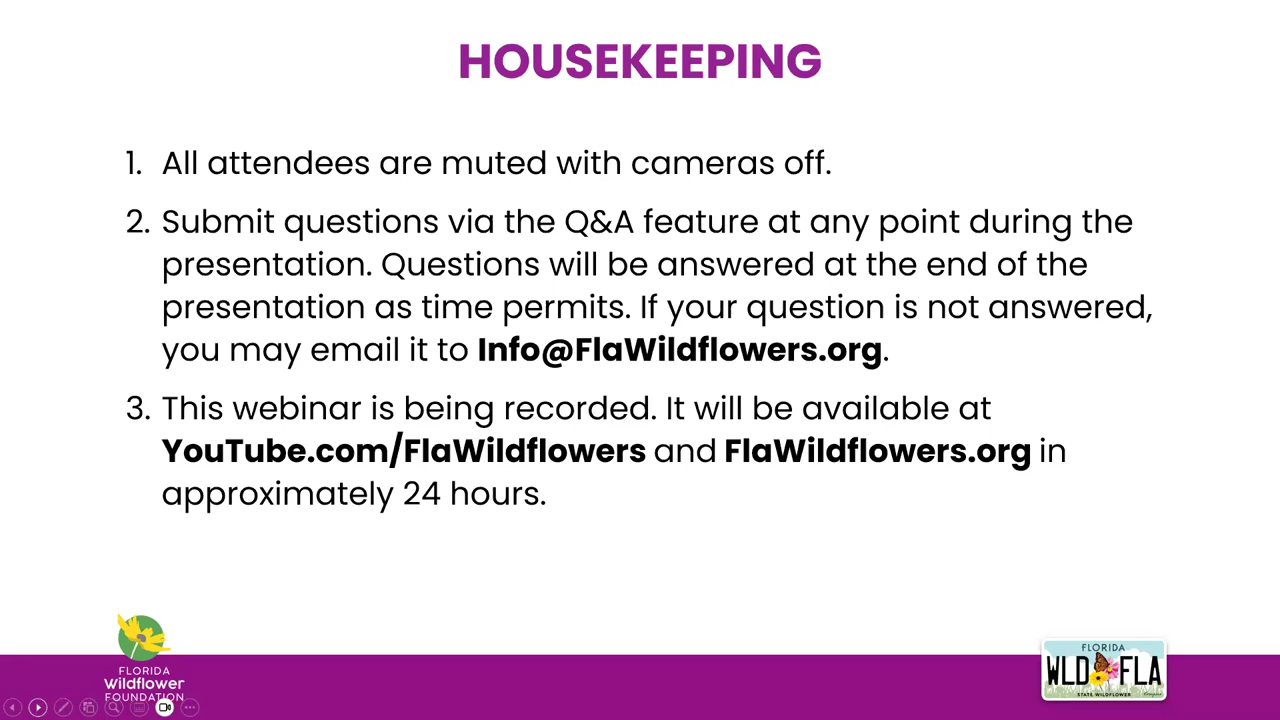 HOUSEKEEPING
1. All attendees are muted with cameras off.
2. Submit questions via the Q&A feature at any point during the
presentation. Questions will be answered at the end of the
presentation as time permits. If your question is not answered,
you may email it to Info@FlaWildflowers.org.
3. This webinar is being recorded. It will be available at
YouTube.com/FlaWildflowers and FlaWildflowers.org in
approximately 24 hours.
FLORIDA
Wildflower
FOUNDATION
FLORIDA
WLD FLA
STATE WILDFLOWER